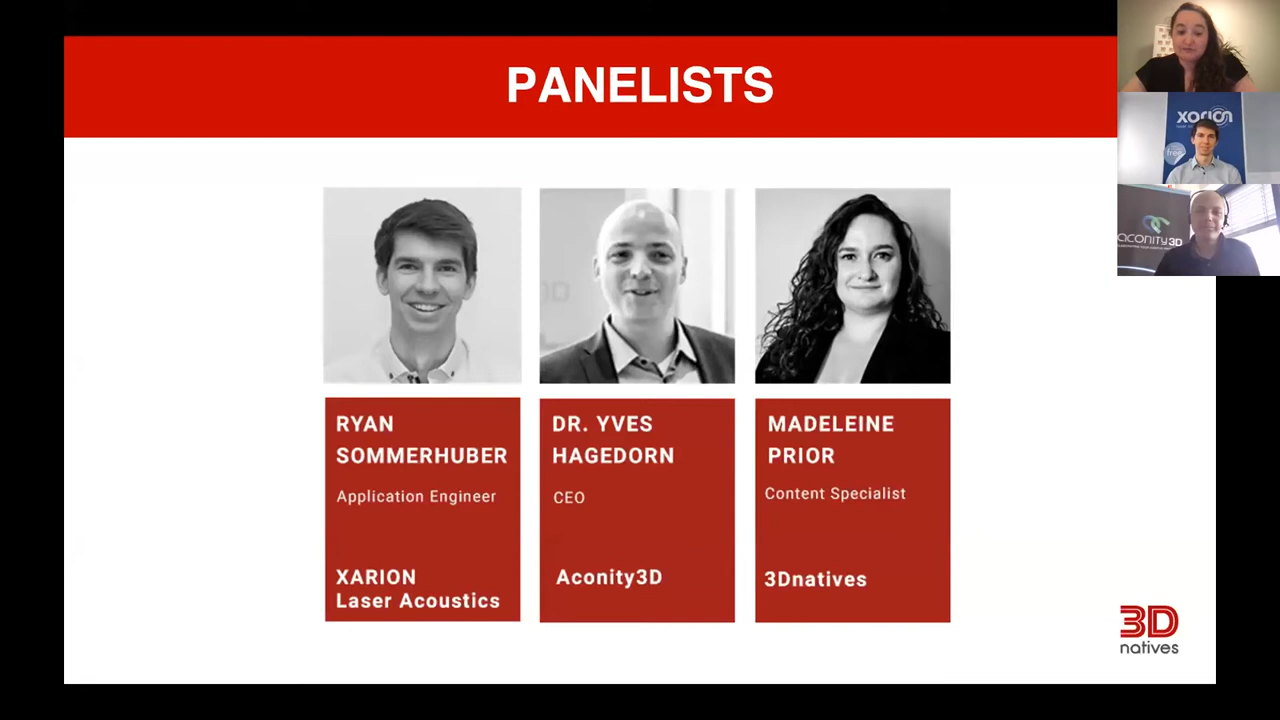 PANELISTS
xarion
free
aconity3D
RYAN
SOMMERHUBER
Application Engineer
XARION
Laser Acoustics
DR. YVES
HAGEDORN
CEO
Aconity3D
MADELEINE
PRIOR
Content Specialist
3Dnatives
3D
natives